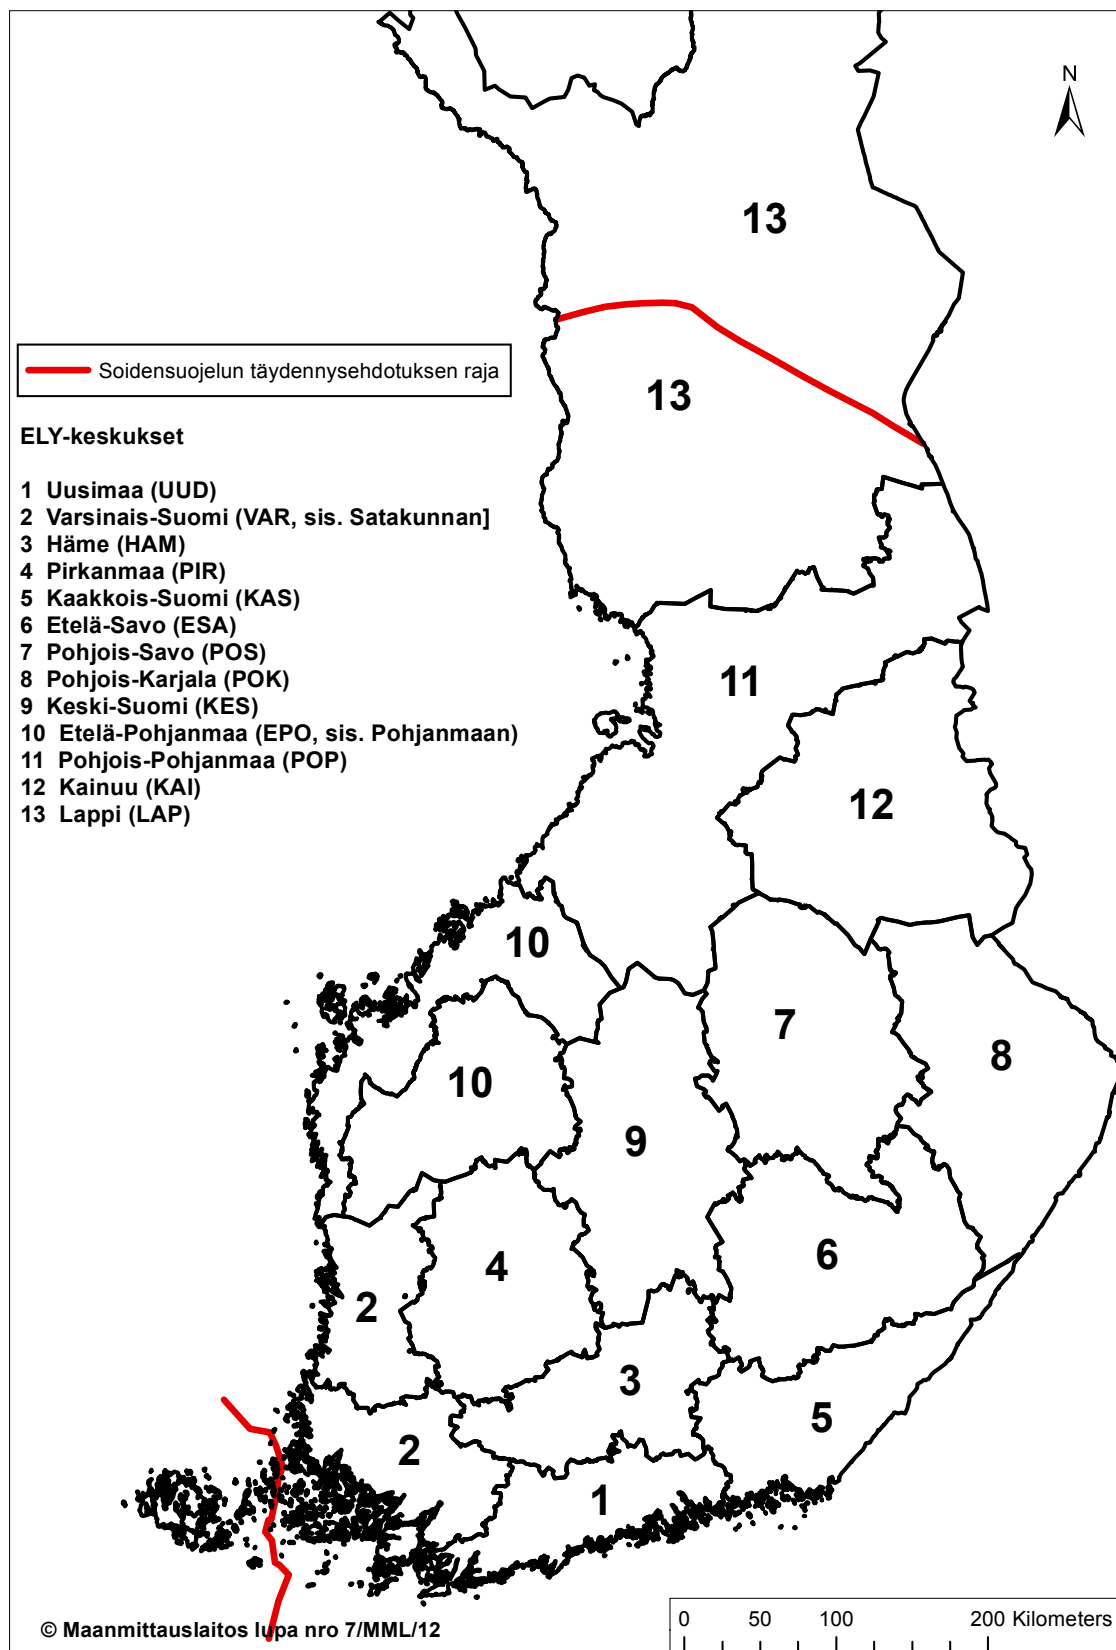 N
13
Soidensuojelun täydennysehdotuksen raja
13
ELY-keskukset
1 Uusimaa (UUD)
2 Varsinais-Suomi (VAR, sis. Satakunnan]
3 Häme (HAM)
4 Pirkanmaa (PIR)
5 Kaakkois-Suomi (KAS)
6 Etelä-Savo (ESA)
7 Pohjois-Savo (POS)
8 Pohjois-Karjala (POK)
9 Keski-Suomi (KES)
10 Etelä-Pohjanmaa (EPO, sis. Pohjanmaan)
11 Pohjois-Pohjanmaa (POP)
12 Kainuu (KAI)
13 Lappi (LAP)
11
12
10
7
8
10
9
6
4
2
3
5
2
1
0 50 100 200 Kilometers
© Maanmittauslaitos lupa nro 7/MML/12